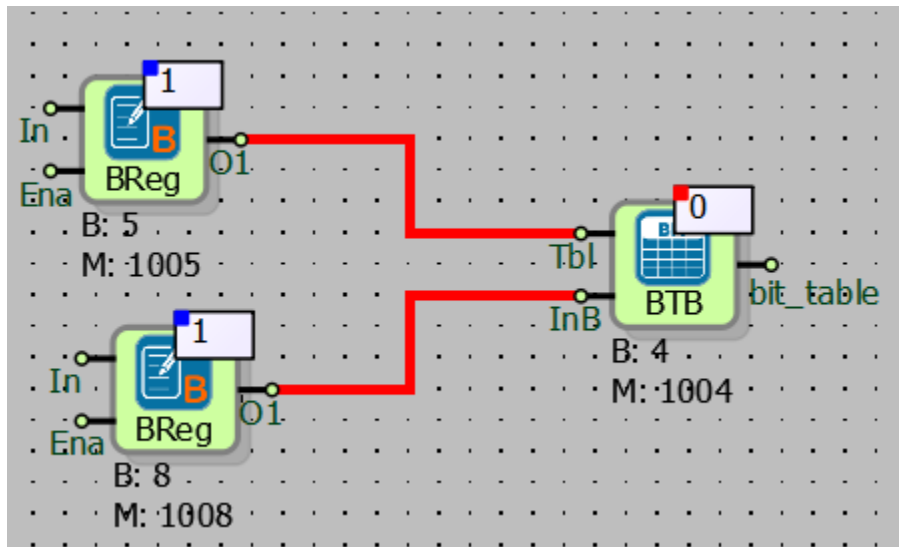 1
In
B
O1
Ena
BReg
B: 5
M: 1005
0
Tbl
InB
BTB
bit_table
B: 4
M: 1004
1
In
B
O1
Ena
BReg
B: 8
M: 1008